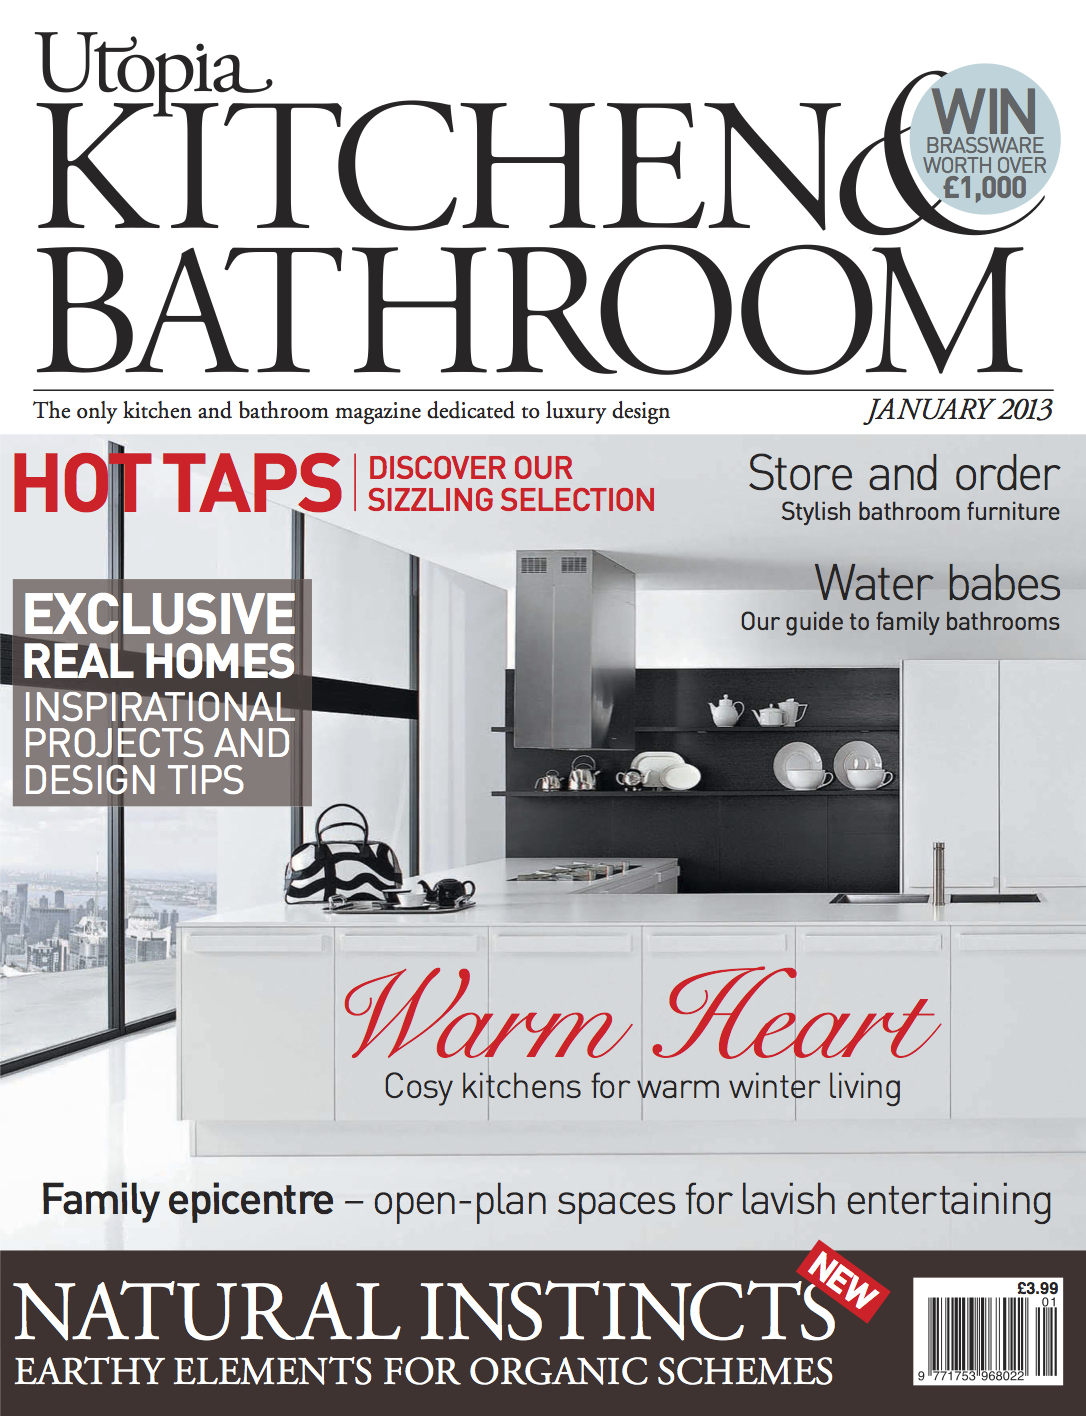 Utopia
KITCHEN &
BATHROOM
WIN
BRASSWARE
WORTH OVER
£1,000
The only kitchen and bathroom magazine dedicated to luxury design
JANUARY 2013
HOT TAPS
DISCOVER OUR
SIZZLING SELECTION
Store and order
Stylish bathroom furniture
Water babes
Our guide to family bathrooms
EXCLUSIVE
REAL HOMES
INSPIRATIONAL
PROJECTS AND
DESIGN TIPS
Warm Heart
Cosy kitchens for warm winter living
Family epicentre – open-plan spaces for lavish entertaining
NATURAL INSTINCTS
NEW
EARTHY ELEMENTS FOR ORGANIC SCHEMES
£3.99
01
9 771753 968022